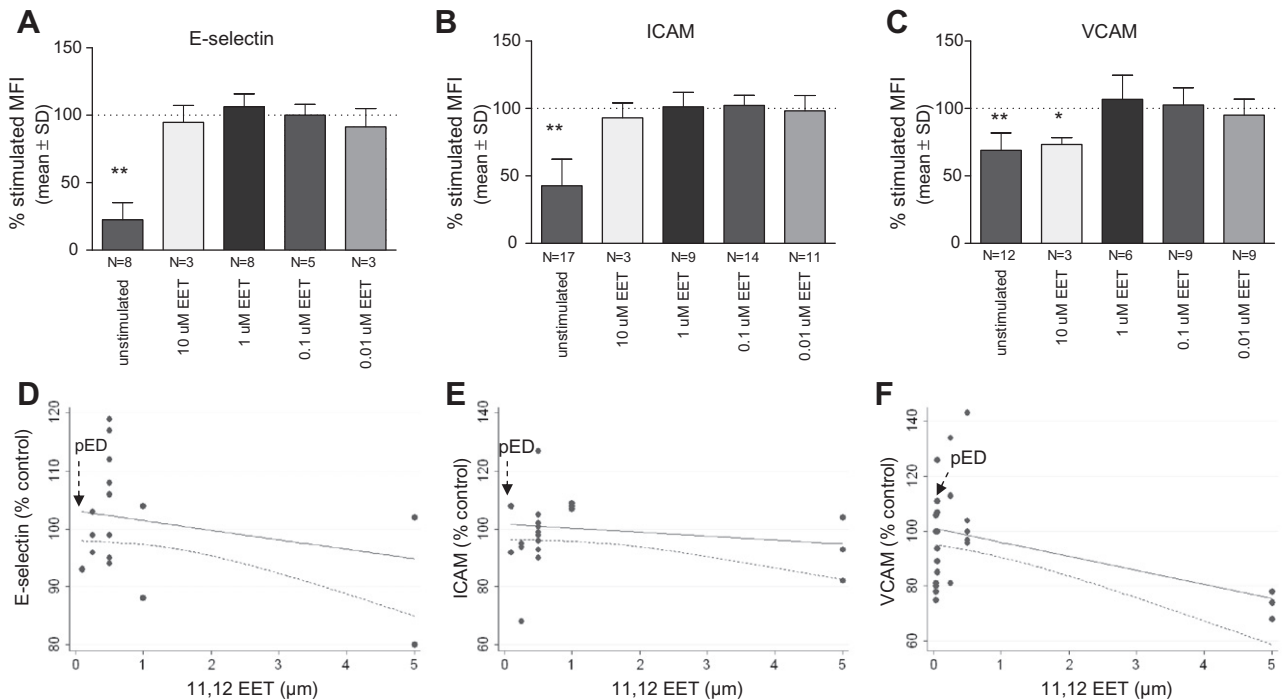 A
E-selectin
% stimulated MFI
(mean ± SD)
150
100
50
0
**
N=8 N=3 N=8 N=5 N=3
unstimulated
10 uM EET
1 uM EET
0.1 uM EET
0.01 uM EET
B
ICAM
% stimulated MFI
(mean ± SD)
150
100
50
0
**
N=17 N=3 N=9 N=14 N=11
unstimulated
10 uM EET
1 uM EET
0.1 uM EET
0.01 uM EET
C
VCAM
% stimulated MFI
(mean ± SD)
150
100
50
0
** *
N=12 N=3 N=6 N=9 N=9
unstimulated
10 uM EET
1 uM EET
0.1 uM EET
0.01 uM EET
D
E-selectin (% control)
120
110
100
90
80
pED
0 1 2 3 4 5
11,12 EET (µm)
E
ICAM (% control)
140
120
100
80
60
pED
0 1 2 3 4 5
11,12 EET (µm)
F
VCAM (% control)
140
120
100
80
60
pED
0 1 2 3 4 5
11,12 EET (µm)